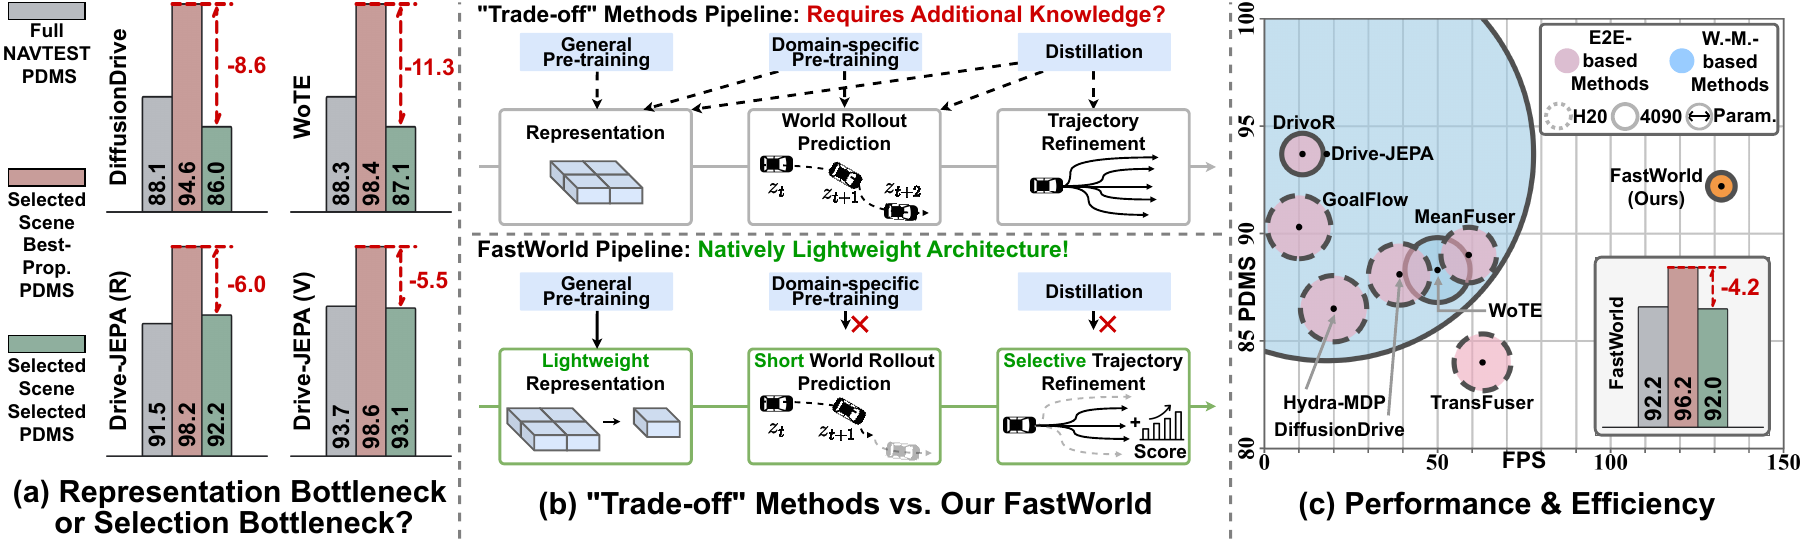 Full
NAVTEST
PDMS
Selected
Scene
Best-
Prop.
PDMS
Selected
Scene
Selected
PDMS
DiffusionDrive
88.1
94.6
86.0
-8.6
WoTE
88.3
98.4
87.1
-11.3
Drive-JEPA (R)
91.5
98.2
92.2
-6.0
Drive-JEPA (V)
93.7
98.6
93.1
-5.5
(a) Representation Bottleneck
or Selection Bottleneck?
"Trade-off" Methods Pipeline: Requires Additional Knowledge?
General
Pre-training
Domain-specific
Pre-training
Distillation
Representation
World Rollout
Prediction
z_t
z_{t+1}
z_{t+2}
Trajectory
Refinement
FastWorld Pipeline: Natively Lightweight Architecture!
General
Pre-training
Domain-specific
Pre-training
Distillation
Lightweight
Representation
Short World Rollout
Prediction
z_t
z_{t+1}
Selective Trajectory
Refinement
+
Score
(b) "Trade-off" Methods vs. Our FastWorld
PDMS
100
95
90
85
80
E2E-
based
Methods
W.-M.-
based
Methods
H20
4090
Param.
DrivoR
Drive-JEPA
GoalFlow
MeanFuser
FastWorld
(Ours)
WoTE
Hydra-MDP
DiffusionDrive
TransFuser
FastWorld
92.2
96.2
92.0
-4.2
0
50
FPS
100
150
(c) Performance & Efficiency